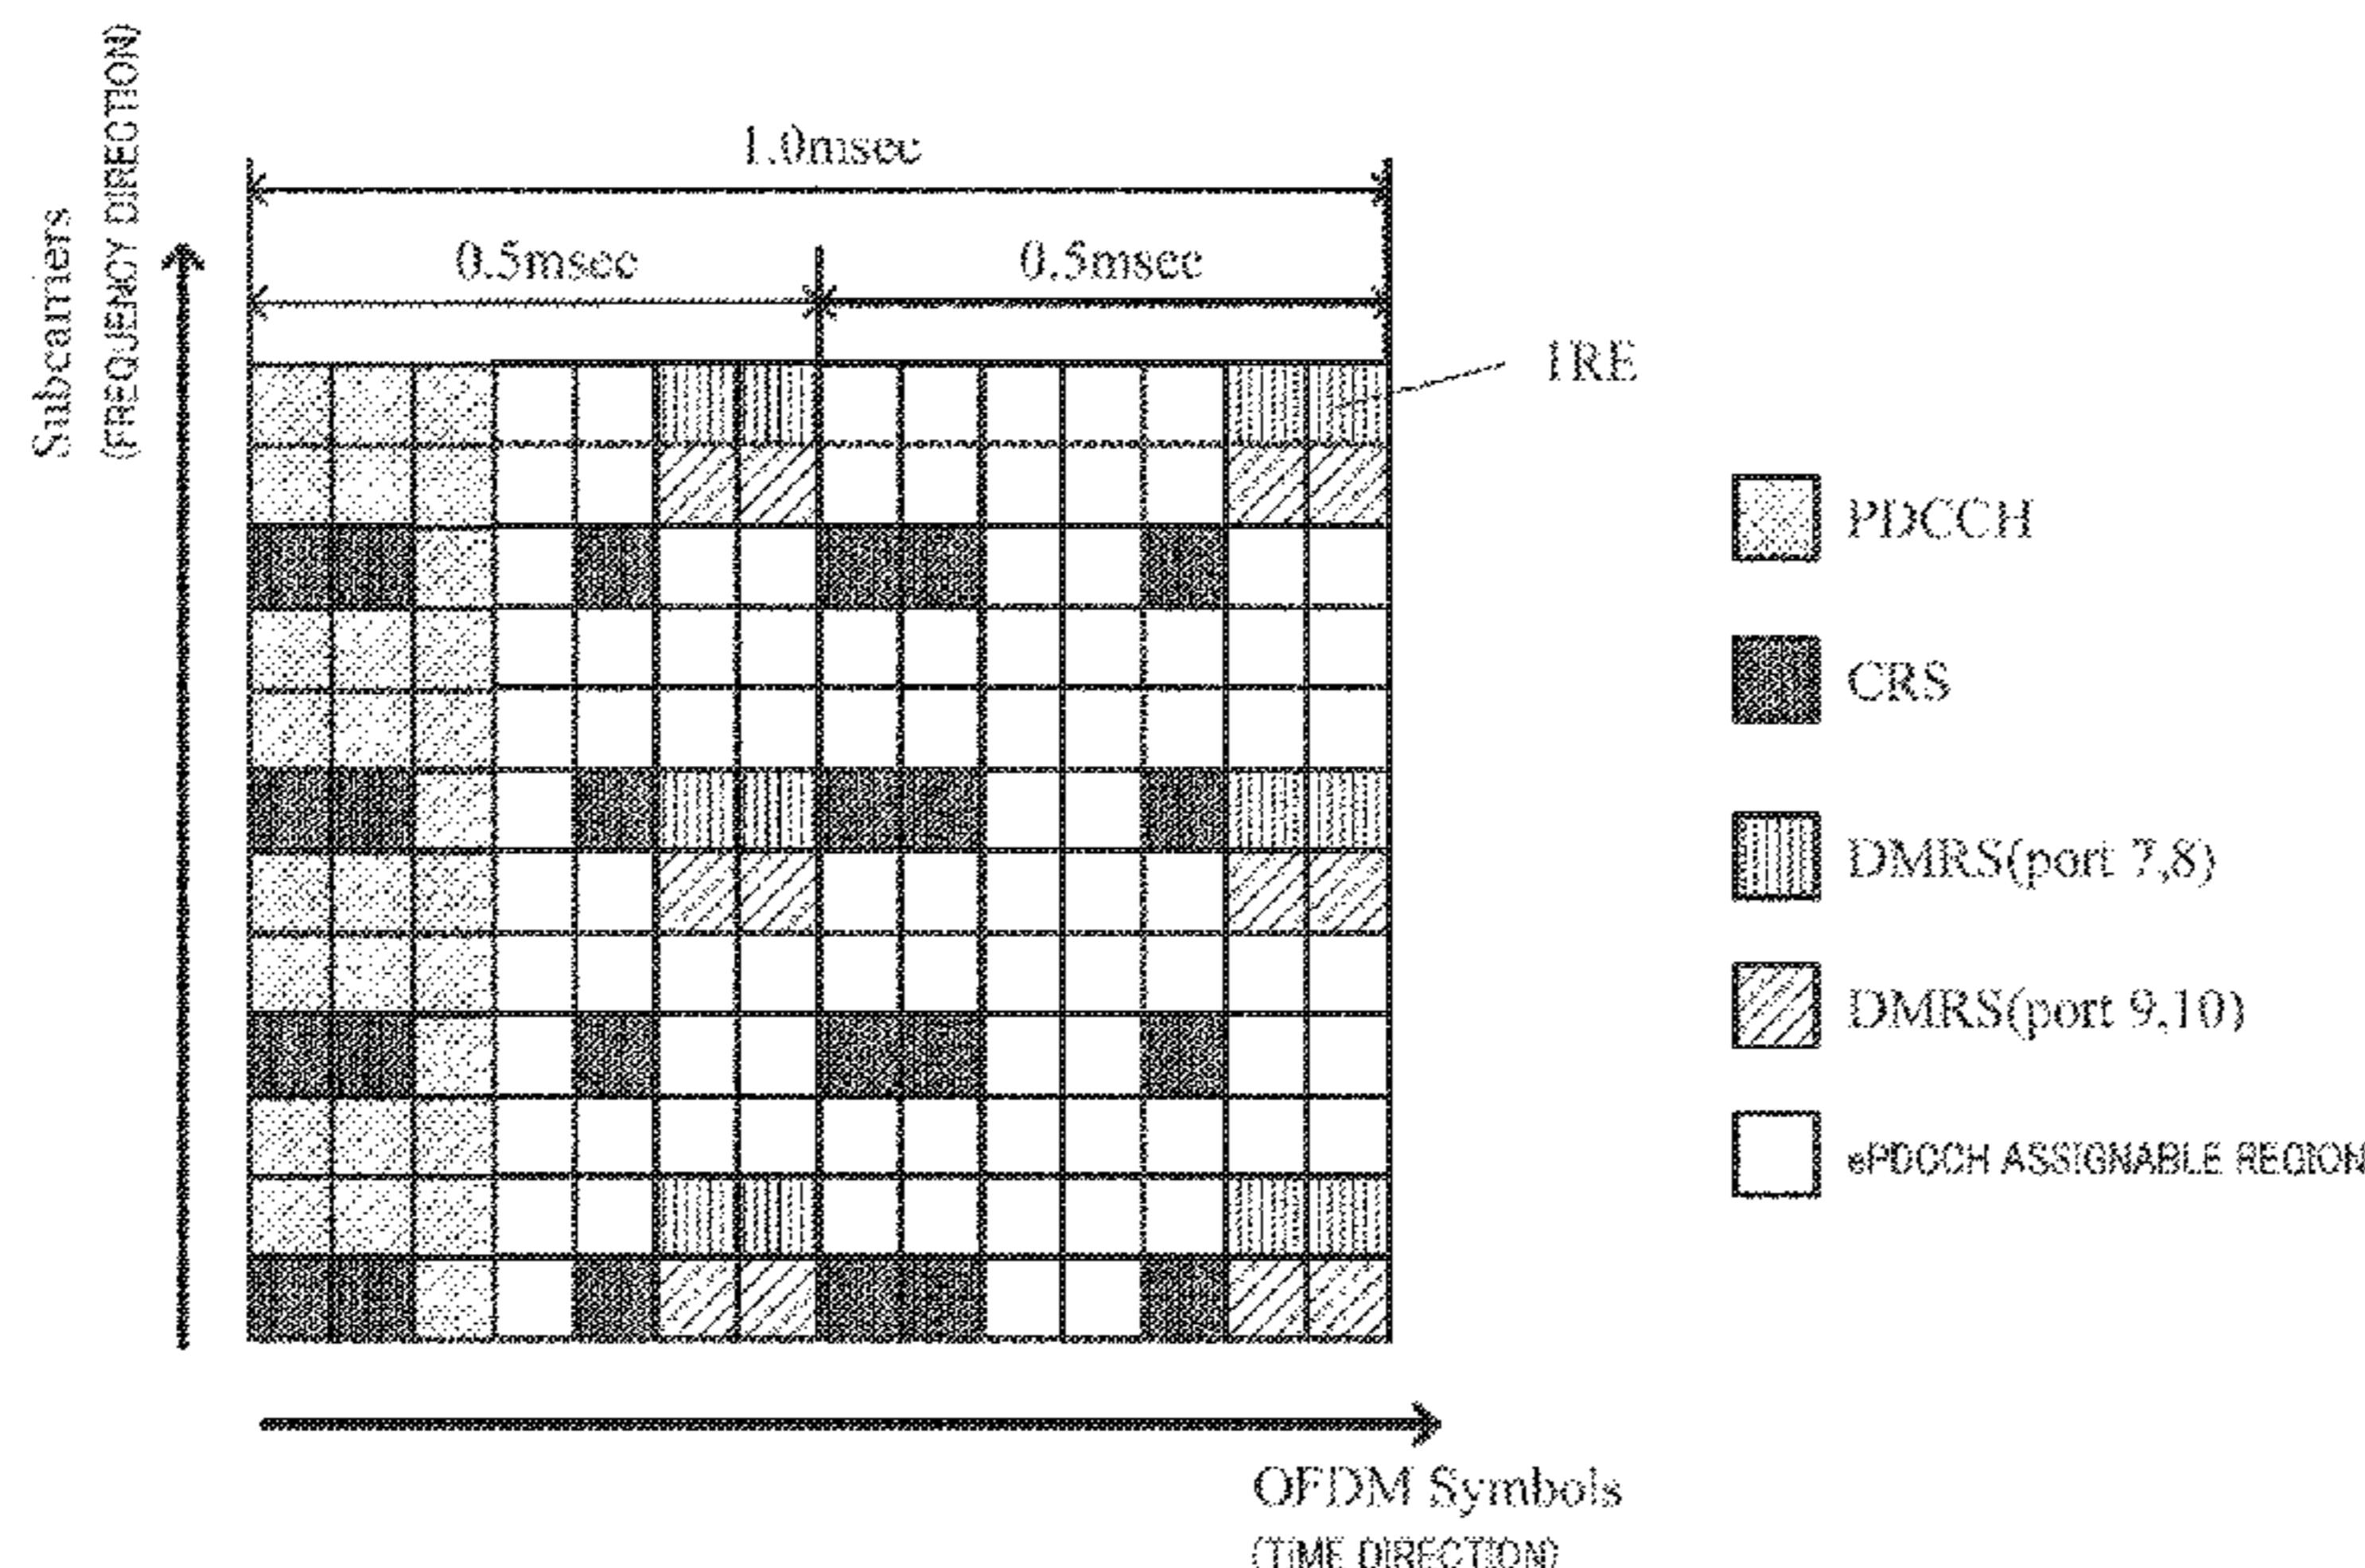 Subcarriers
(FREQUENCY DIRECTION)
1.0msec
0.5msec
0.5msec
1RE
PDCCH
CRS
DMRS(port 7,8)
DMRS(port 9,10)
ePDCCH ASSIGNABLE REGION
OFDM Symbols
(TIME DIRECTION)